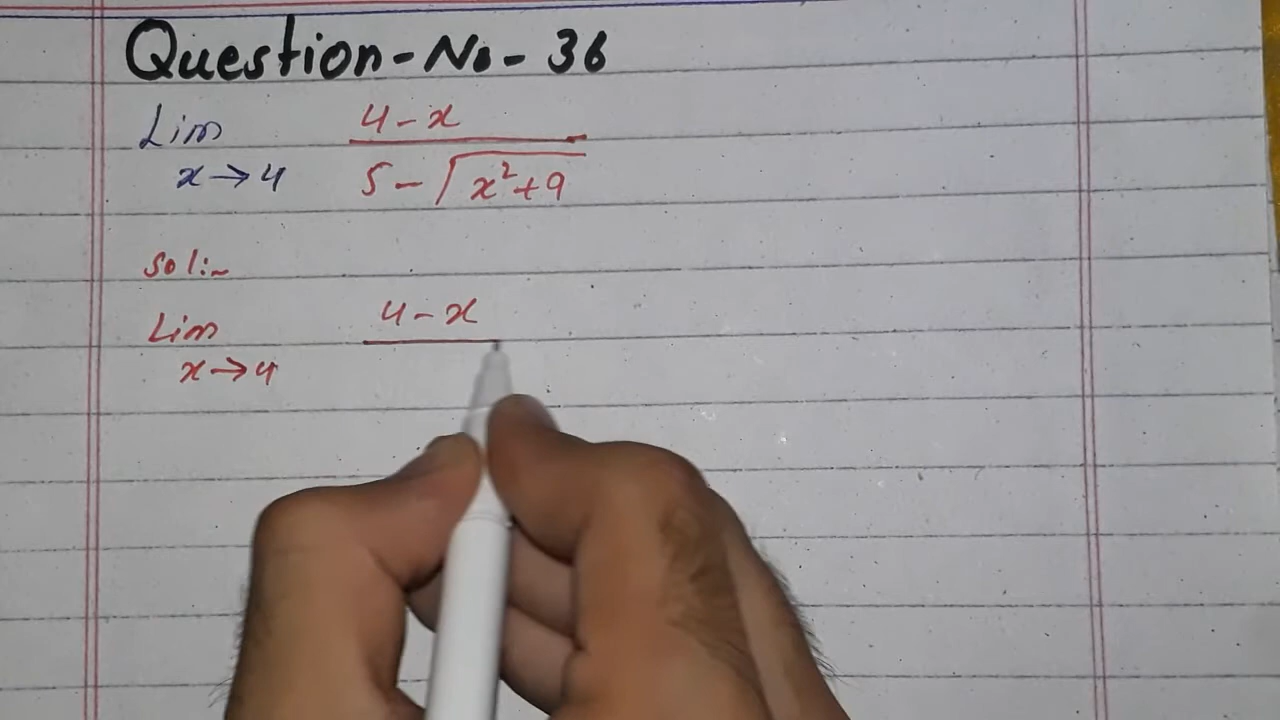 Question-No-36
Lim 4-x
x→4 5-√x²+9
Sol:-
Lim 4-x
x→4